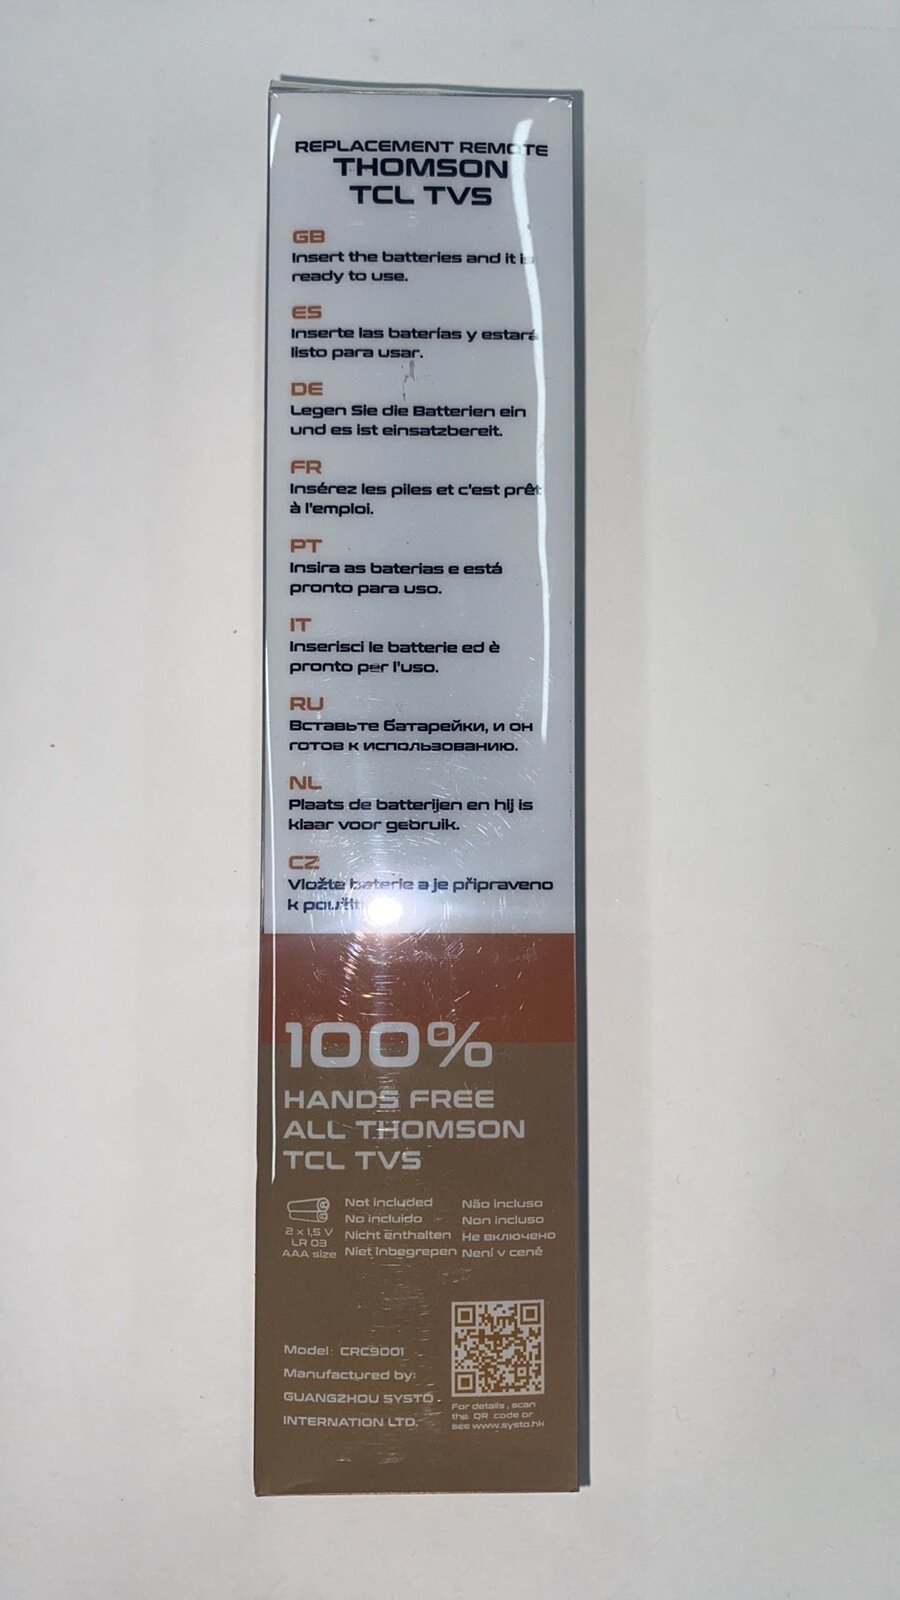 REPLACEMENT REMOTE
THOMSON
TCL TVS
GB
Insert the batteries and it is
ready to use.
ES
Inserte las baterías y estará
listo para usar.
DE
Legen Sie die Batterien ein
und es ist einsatzbereit.
FR
Insérez les piles et c'est prêt
à l'emploi.
PT
Insira as baterias e está
pronto para uso.
IT
Inserisci le batterie ed è
pronto per l'uso.
RU
Вставьте батарейки, и он
готов к использованию.
NL
Plaats de batterijen en hij is
klaar voor gebruik.
CZ
Vložte baterie a je připraveno
k
100%
HANDS FREE
ALL THOMSON
TCL TVS
2 x 1,5 V
LR 03
AAA size
Not included
No incluido
Nicht enthalten
Niet inbegrepen
Não incluso
Non incluso
Не включено
Není v ceně
Model: CRC9001
Manufactured by:
GUANGZHOU SYSTO
INTERNATION LTD.
For details , scan
the QR code or
see www.systo.hk